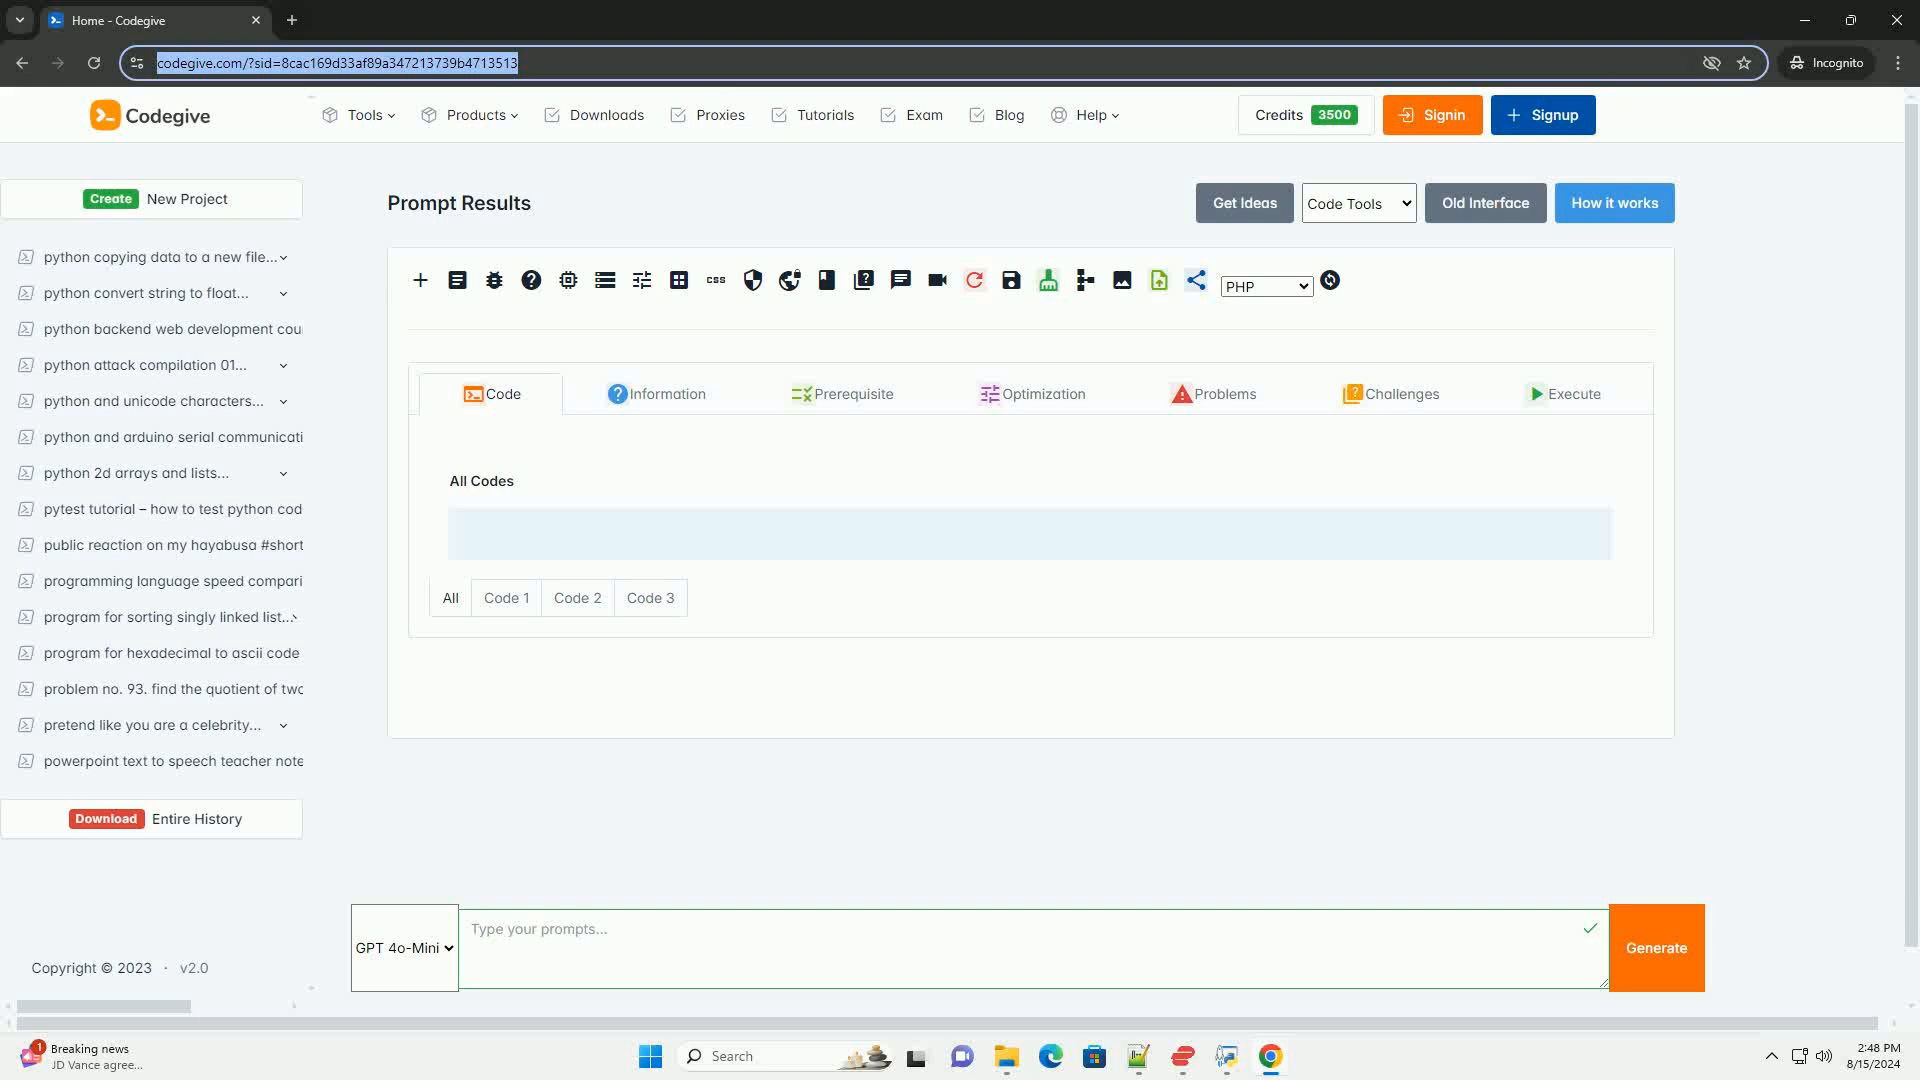 Home - Codegive
codegive.com/?sid=8cac169d33af89a347213739b4713513
Incognito
Codegive
Tools
Products
Downloads
Proxies
Tutorials
Exam
Blog
Help
Credits 3500
Signin
Signup
Create New Project
python copying data to a new file...
python convert string to float...
python backend web development cou
python attack compilation 01...
python and unicode characters...
python and arduino serial communicati
python 2d arrays and lists...
pytest tutorial – how to test python cod
public reaction on my hayabusa #short
programming language speed compari
program for sorting singly linked list...
program for hexadecimal to ascii code
problem no. 93. find the quotient of two
pretend like you are a celebrity...
powerpoint text to speech teacher note
Download Entire History
Copyright © 2023 · v2.0
Prompt Results
Get Ideas
Code Tools
Old Interface
How it works
css
PHP
Code
Information
Prerequisite
Optimization
Problems
Challenges
Execute
All Codes
All
Code 1
Code 2
Code 3
GPT 4o-Mini
Type your prompts...
Generate
1
Breaking news
JD Vance agree...
Search
2:48 PM
8/15/2024